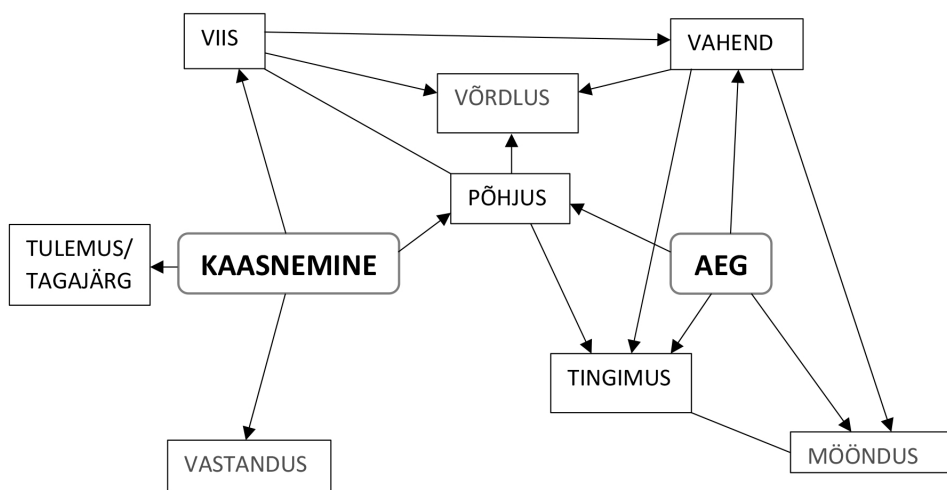 VIIS
VAHEND
VÕRDLUS
PÕHJUS
TULEMUS/
TAGAJÄRG
KAASNEMINE
AEG
TINGIMUS
VASTANDUS
MÖÖNDUS